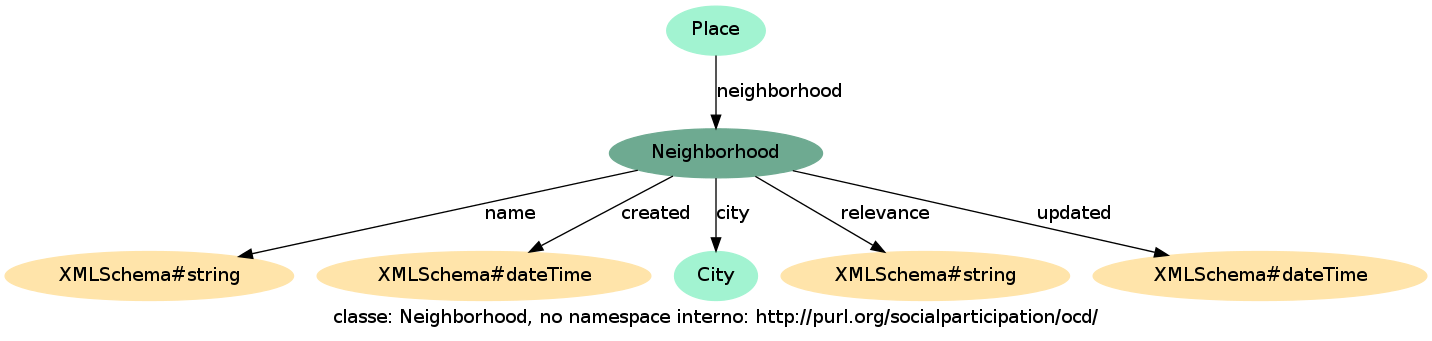 Place
neighborhood
Neighborhood
name
created
city
relevance
updated
XMLSchema#string
XMLSchema#dateTime
City
XMLSchema#string
XMLSchema#dateTime
classe: Neighborhood, no namespace interno: http://purl.org/socialparticipation/ocd/